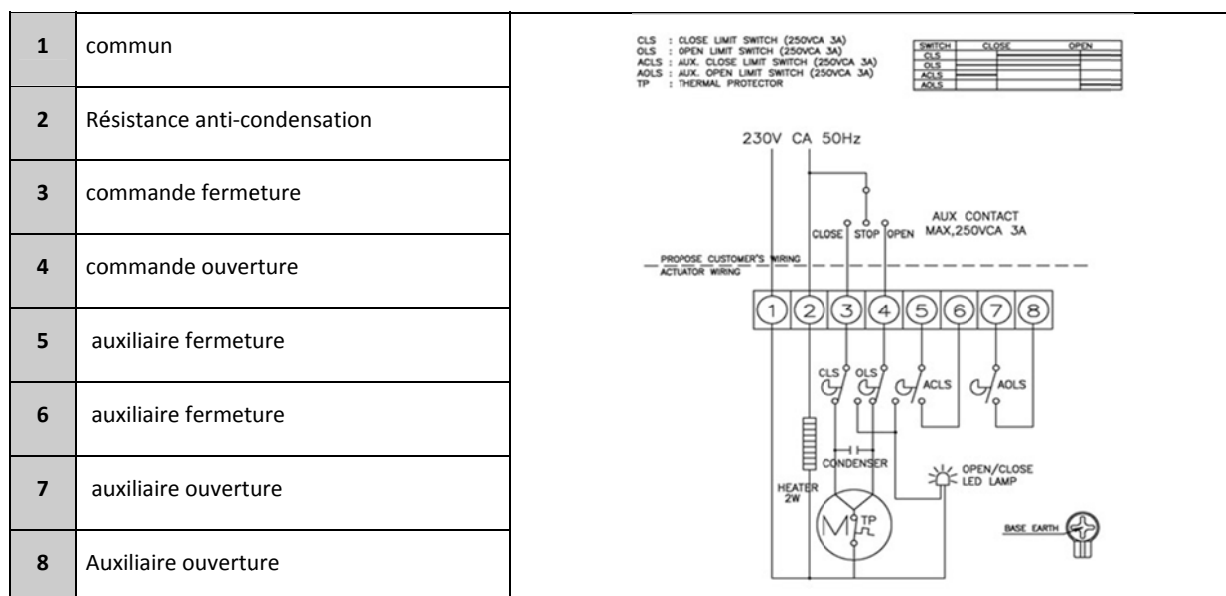 1 commun
2 Résistance anti-condensation
3 commande fermeture
4 commande ouverture
5 auxiliaire fermeture
6 auxiliaire fermeture
7 auxiliaire ouverture
8 Auxiliaire ouverture
CLS : CLOSE LIMIT SWITCH (250VCA 3A)
OLS : OPEN LIMIT SWITCH (250VCA 3A)
ACLS : AUX. CLOSE LIMIT SWITCH (250VCA 3A)
AOLS : AUX. OPEN LIMIT SWITCH (250VCA 3A)
TP : THERMAL PROTECTOR
SWITCH CLOSE OPEN
CLS
OLS
ACLS
AOLS
230V CA 50Hz
AUX CONTACT
MAX,250VCA 3A
CLOSE STOP OPEN
PROPOSE CUSTOMER'S WIRING
ACTUATOR WIRING
1 2 3 4 5 6 7 8
CLS OLS ACLS AOLS
CONDENSER
HEATER
2W
OPEN/CLOSE
LED LAMP
M TP
BASE EARTH